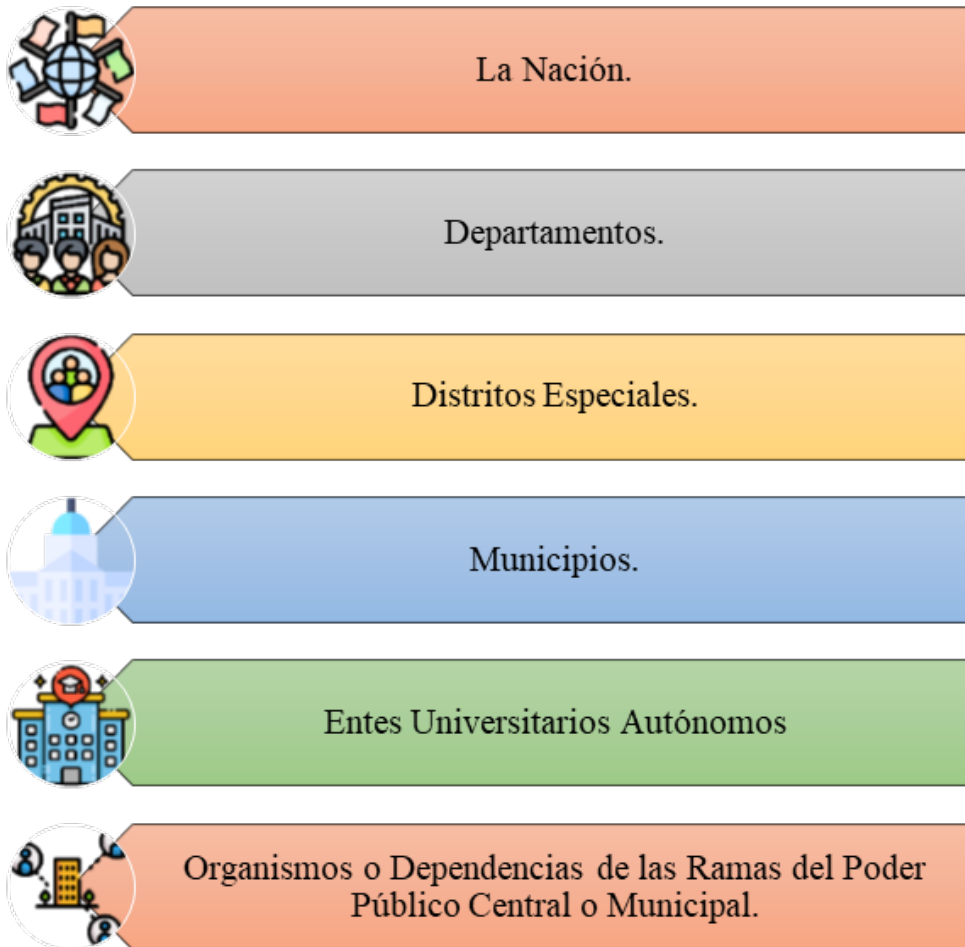 La Nación.
Departamentos.
Distritos Especiales.
Municipios.
Entes Universitarios Autónomos
Organismos o Dependencias de las Ramas del Poder
Público Central o Municipal.